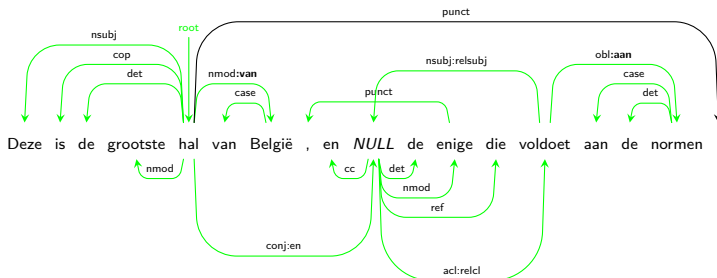 punct
root
nsubj
nsubj:relsubj
obl:aan
cop
det
nmod:van
case
case
punct
det
Deze is de grootste hal van België , en NULL de enige die voldoet aan de normen .
nmod
cc
det
nmod
ref
conj:en
acl:relcl